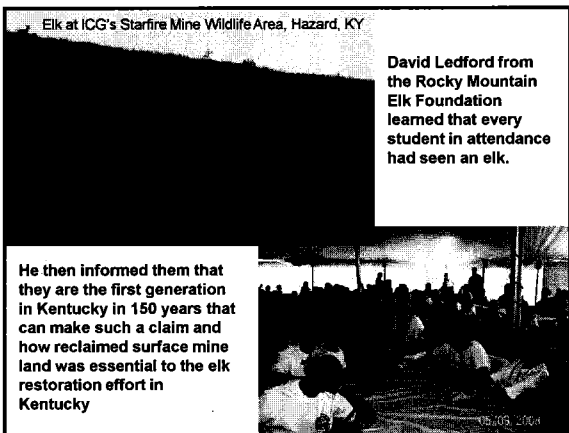 Elk at ICG's Starfire Mine Wildlife Area, Hazard, KY
David Ledford from
the Rocky Mountain
Elk Foundation
learned that every
student in attendance
had seen an elk.
He then informed them that
they are the first generation
in Kentucky in 150 years that
can make such a claim and
how reclaimed surface mine
land was essential to the elk
restoration effort in
Kentucky